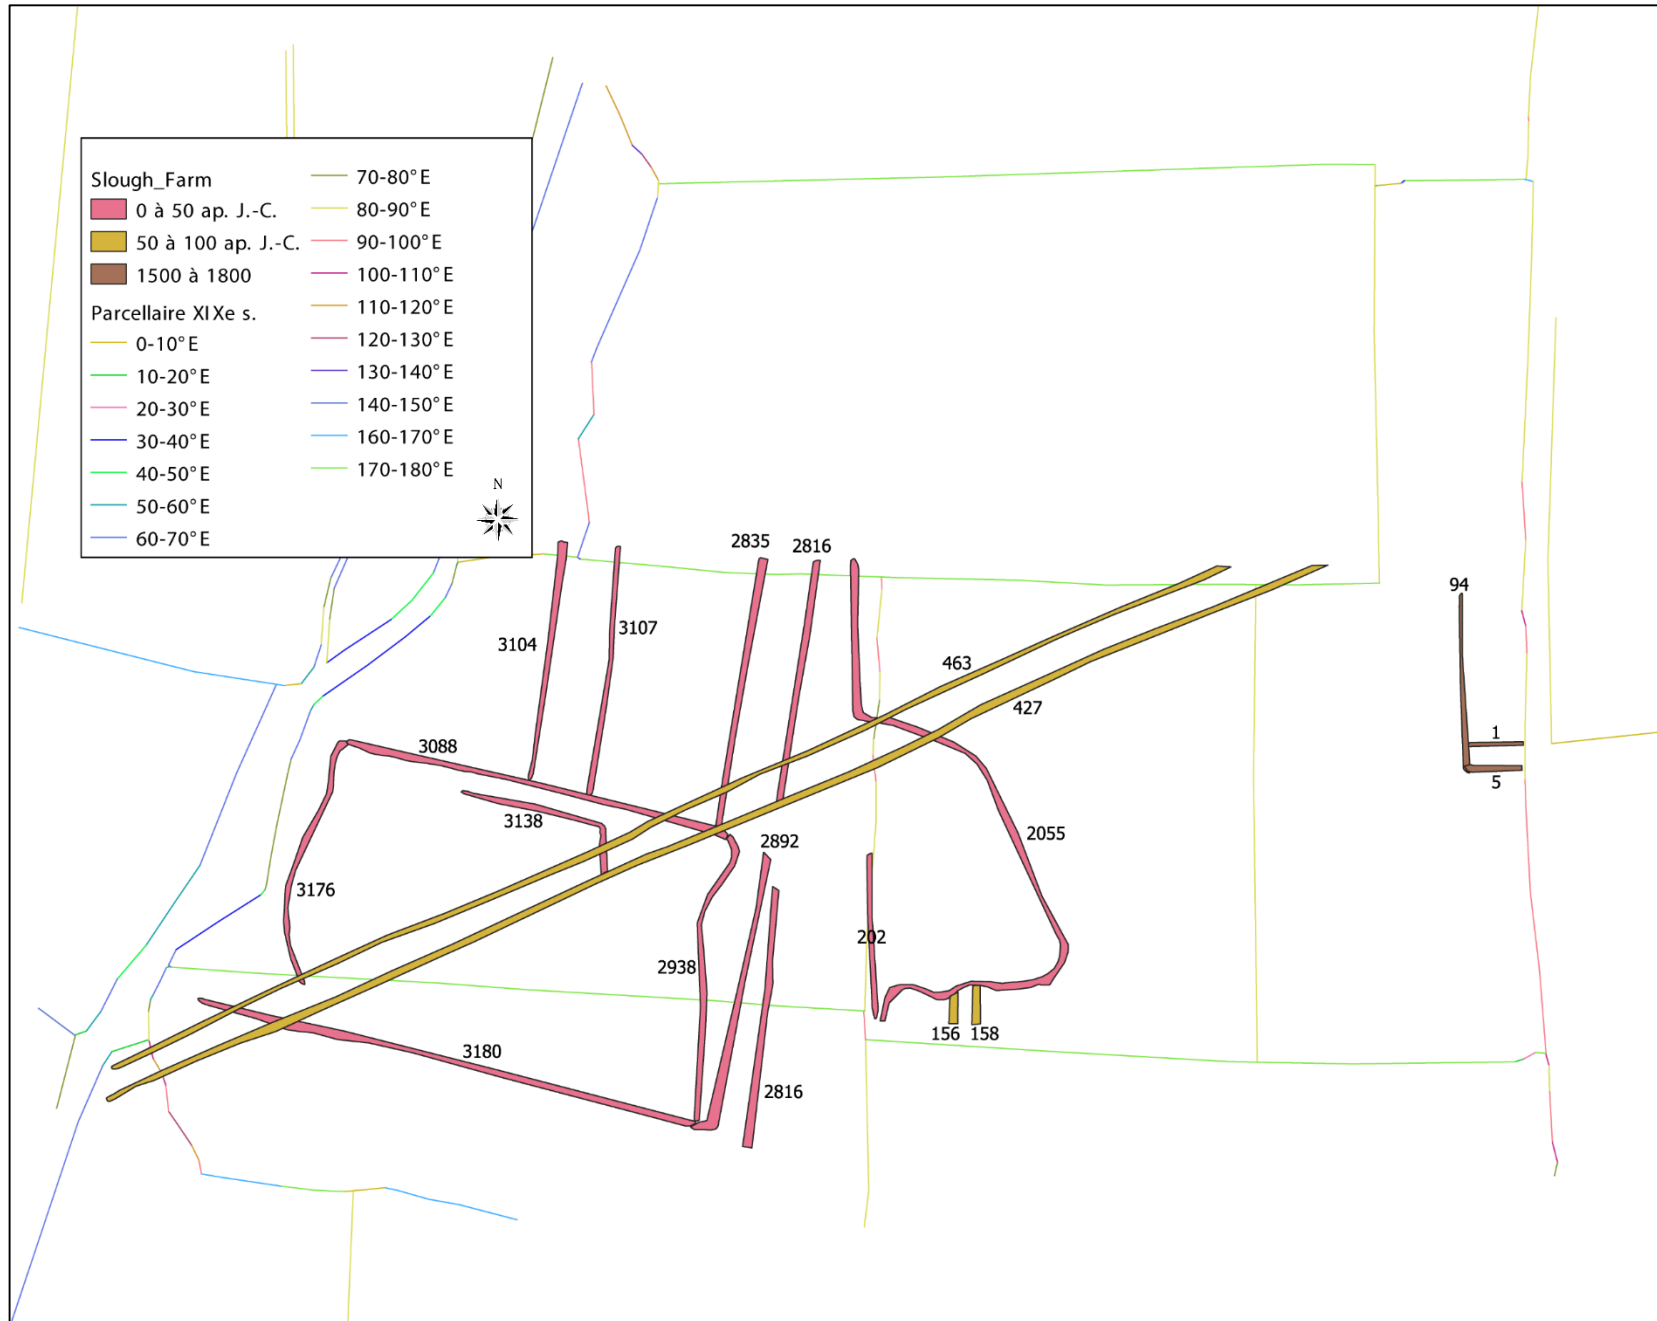 Slough_Farm
0 à 50 ap. J.-C.
50 à 100 ap. J.-C.
1500 à 1800
Parcellaire XIXe s.
0-10°E
10-20°E
20-30°E
30-40°E
40-50°E
50-60°E
60-70°E
70-80°E
80-90°E
90-100°E
100-110°E
110-120°E
120-130°E
130-140°E
140-150°E
160-170°E
170-180°E
N
2835
2816
94
3104
3107
463
427
3088
1
5
3138
2892
2055
3176
202
2938
156
158
3180
2816